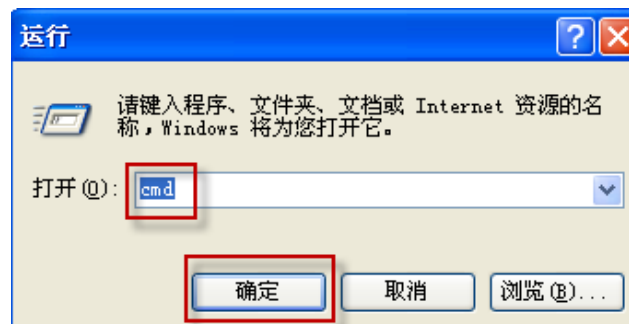 运行
请键入程序、文件夹、文档或 Internet 资源的名
称，Windows 将为您打开它。
打开(O): cmd
确定 取消 浏览(B)...